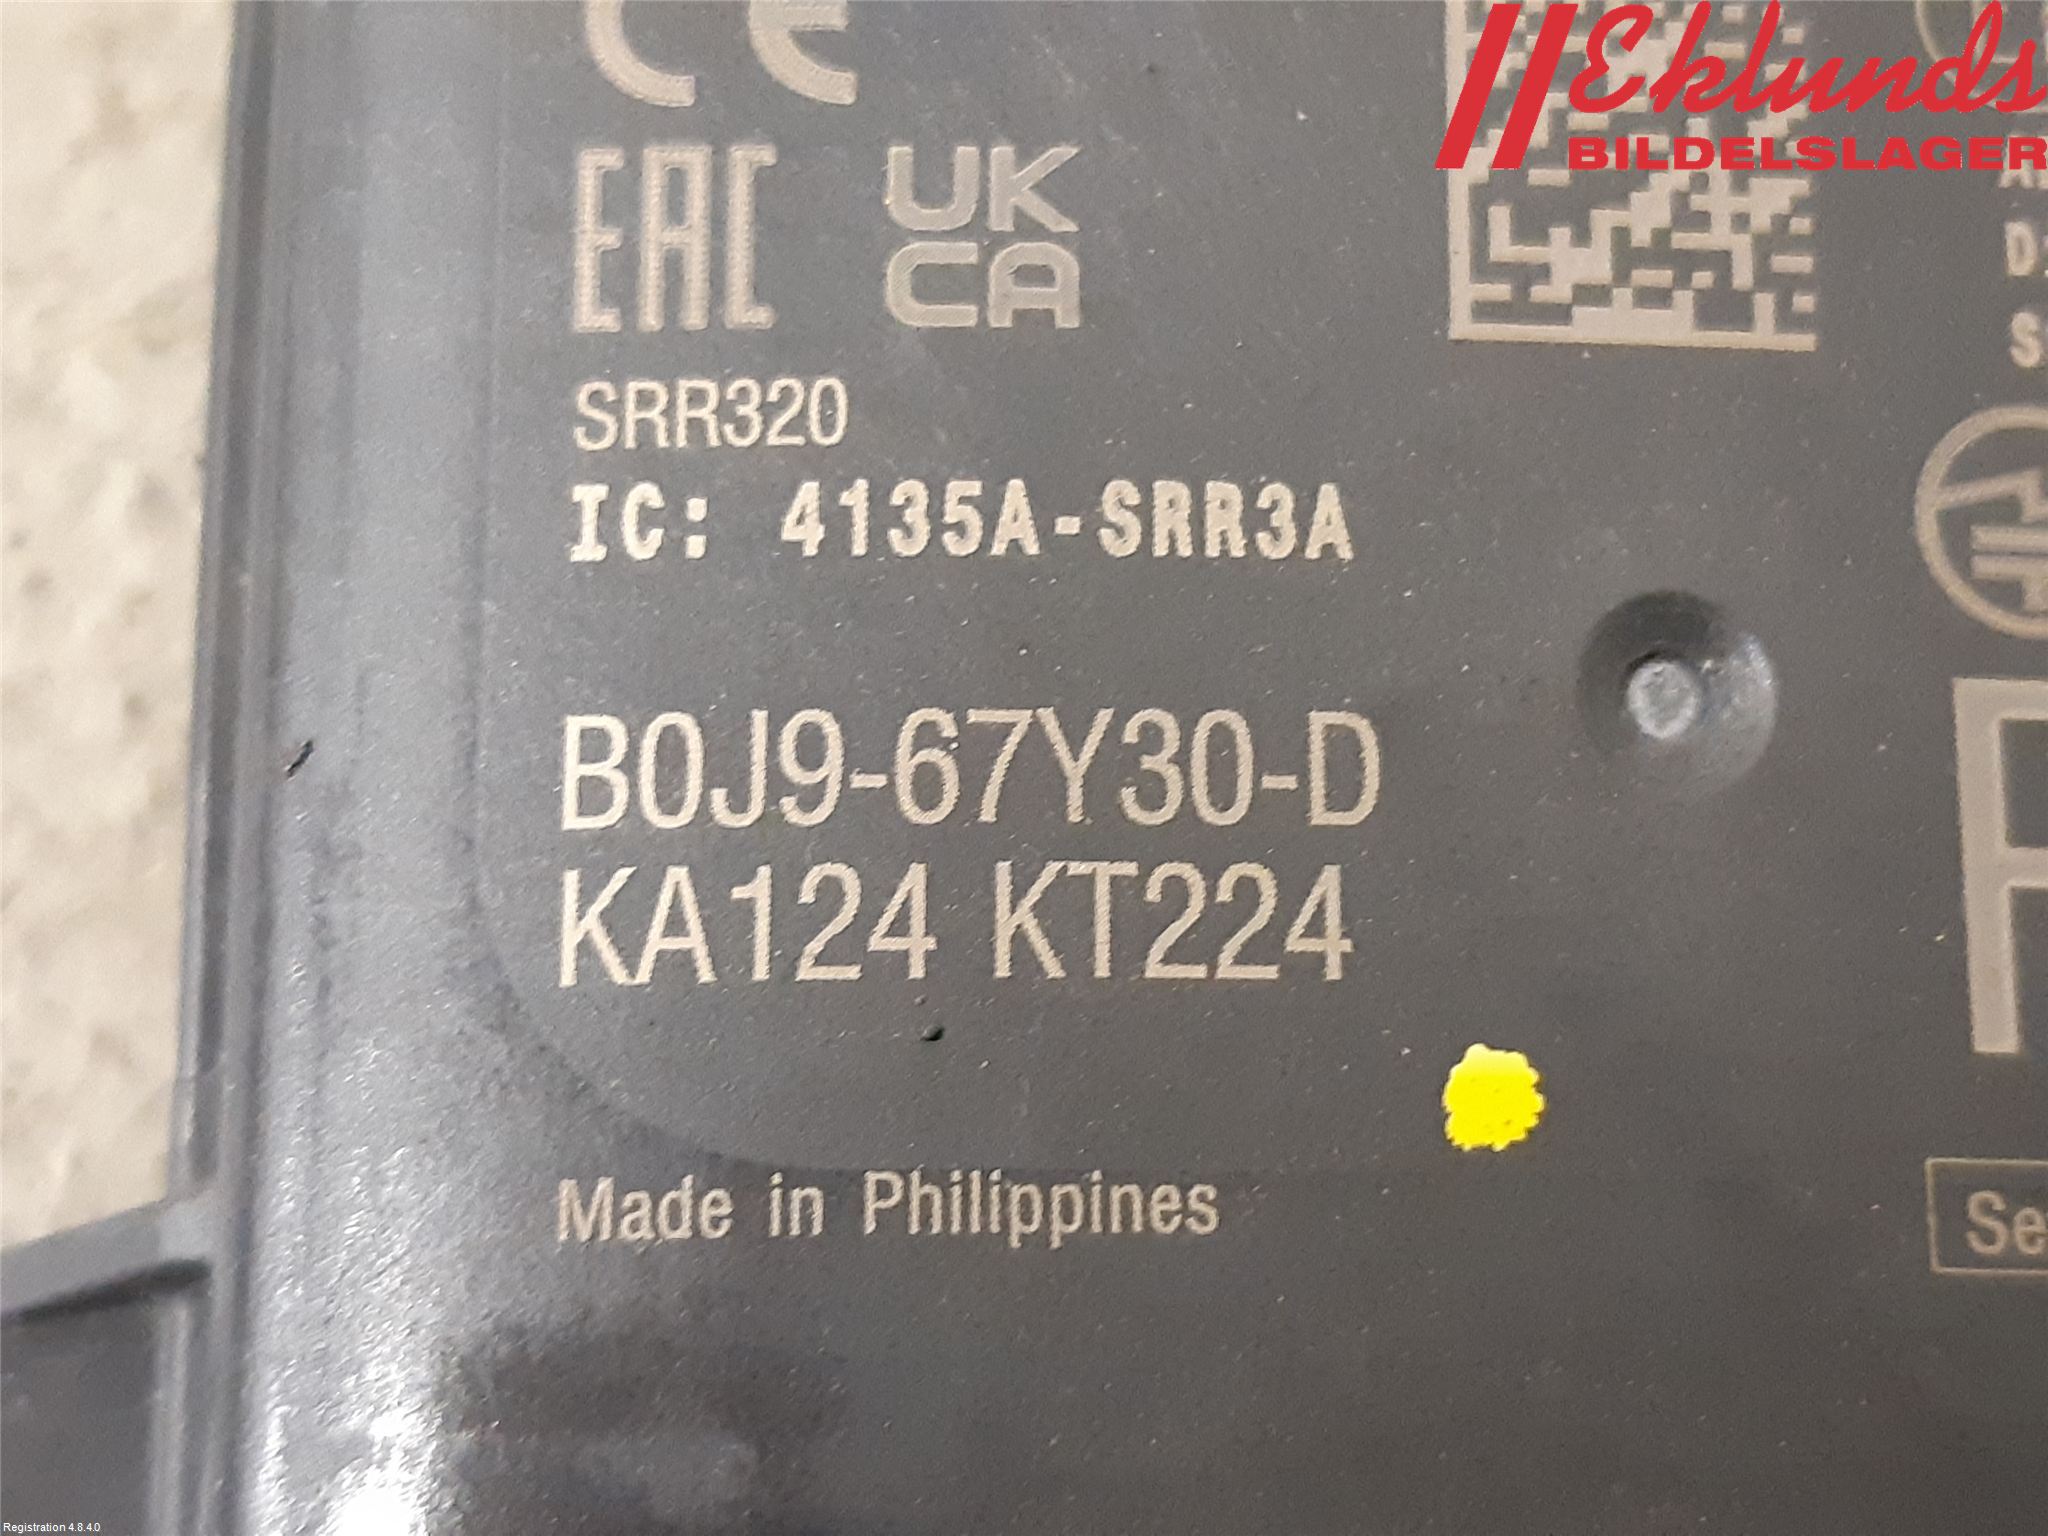 CE
Eklunds
BILDELSLAGER
EAC
UK
CA
SRR320
IC: 4135A-SRR3A
B0J9-67Y30-D
KA124 KT224
Made in Philippines
Registration 4.8.4.0